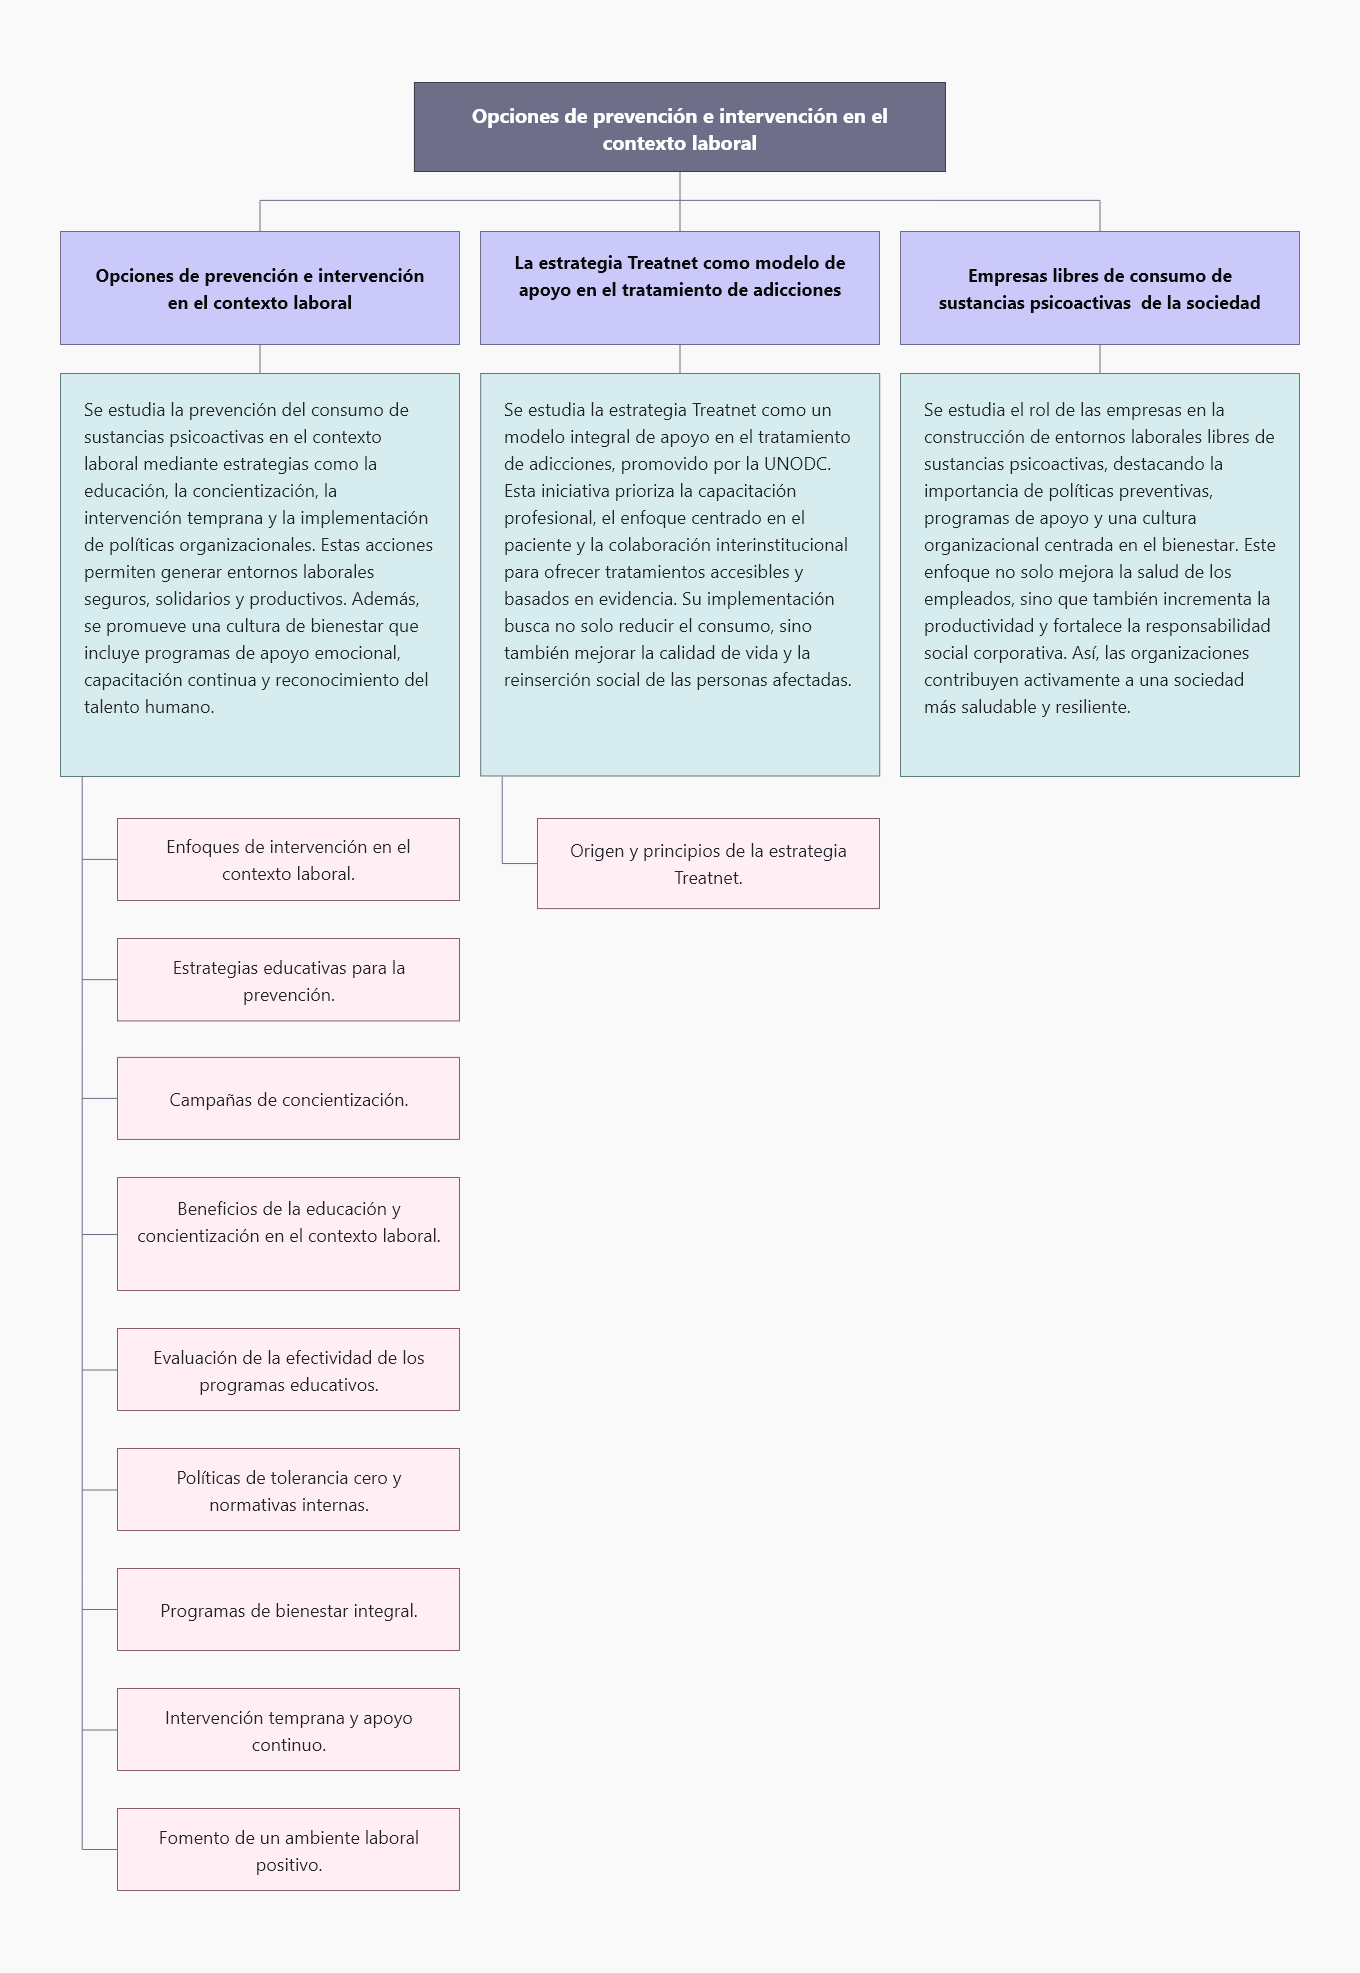 Opciones de prevención e intervención en el
contexto laboral
Opciones de prevención e intervención
en el contexto laboral
Se estudia la prevención del consumo de
sustancias psicoactivas en el contexto
laboral mediante estrategias como la
educación, la concientización, la
intervención temprana y la implementación
de políticas organizacionales. Estas acciones
permiten generar entornos laborales
seguros, solidarios y productivos. Además,
se promueve una cultura de bienestar que
incluye programas de apoyo emocional,
capacitación continua y reconocimiento del
talento humano.
Enfoques de intervención en el
contexto laboral.
Estrategias educativas para la
prevención.
Campañas de concientización.
Beneficios de la educación y
concientización en el contexto laboral.
Evaluación de la efectividad de los
programas educativos.
Políticas de tolerancia cero y
normativas internas.
Programas de bienestar integral.
Intervención temprana y apoyo
continuo.
Fomento de un ambiente laboral
positivo.
La estrategia Treatnet como modelo de
apoyo en el tratamiento de adicciones
Se estudia la estrategia Treatnet como un
modelo integral de apoyo en el tratamiento
de adicciones, promovido por la UNODC.
Esta iniciativa prioriza la capacitación
profesional, el enfoque centrado en el
paciente y la colaboración interinstitucional
para ofrecer tratamientos accesibles y
basados en evidencia. Su implementación
busca no solo reducir el consumo, sino
también mejorar la calidad de vida y la
reinserción social de las personas afectadas.
Origen y principios de la estrategia
Treatnet.
Empresas libres de consumo de
sustancias psicoactivas  de la sociedad
Se estudia el rol de las empresas en la
construcción de entornos laborales libres de
sustancias psicoactivas, destacando la
importancia de políticas preventivas,
programas de apoyo y una cultura
organizacional centrada en el bienestar. Este
enfoque no solo mejora la salud de los
empleados, sino que también incrementa la
productividad y fortalece la responsabilidad
social corporativa. Así, las organizaciones
contribuyen activamente a una sociedad
más saludable y resiliente.